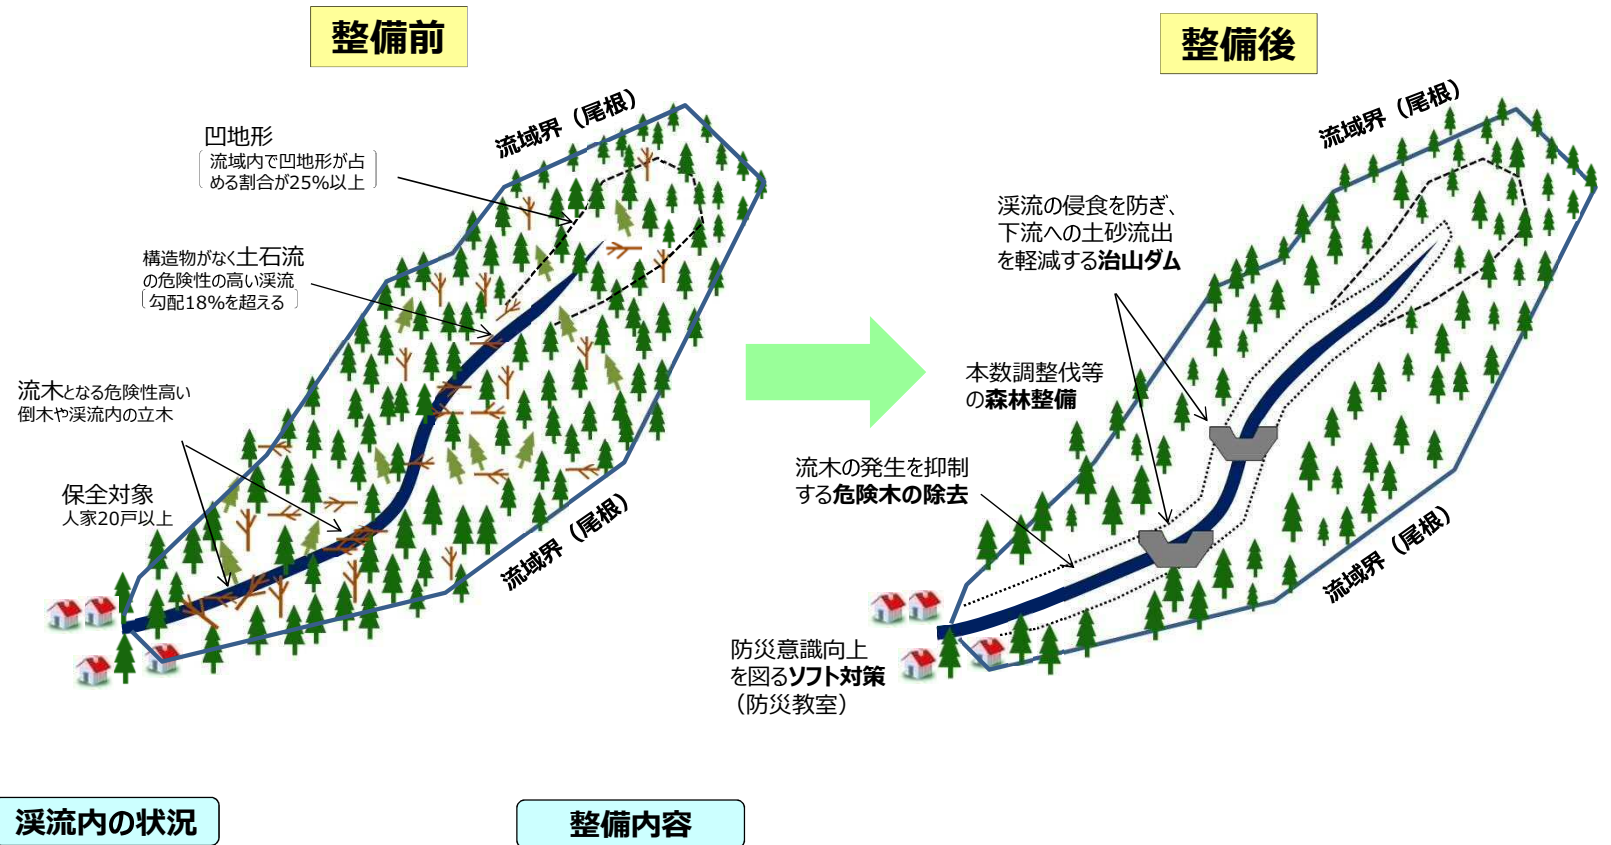 整備前
流域界（尾根）
凹地形
流域内で凹地形が占
める割合が25%以上
構造物がなく土石流
の危険性の高い渓流
勾配18%を超える
流木となる危険性高い
倒木や渓流内の立木
保全対象
人家20戸以上
流域界（尾根）
整備後
流域界（尾根）
渓流の侵食を防ぎ、
下流への土砂流出
を軽減する治山ダム
本数調整伐等
の森林整備
流木の発生を抑制
する危険木の除去
流域界（尾根）
防災意識向上
を図るソフト対策
（防災教室）
渓流内の状況
整備内容